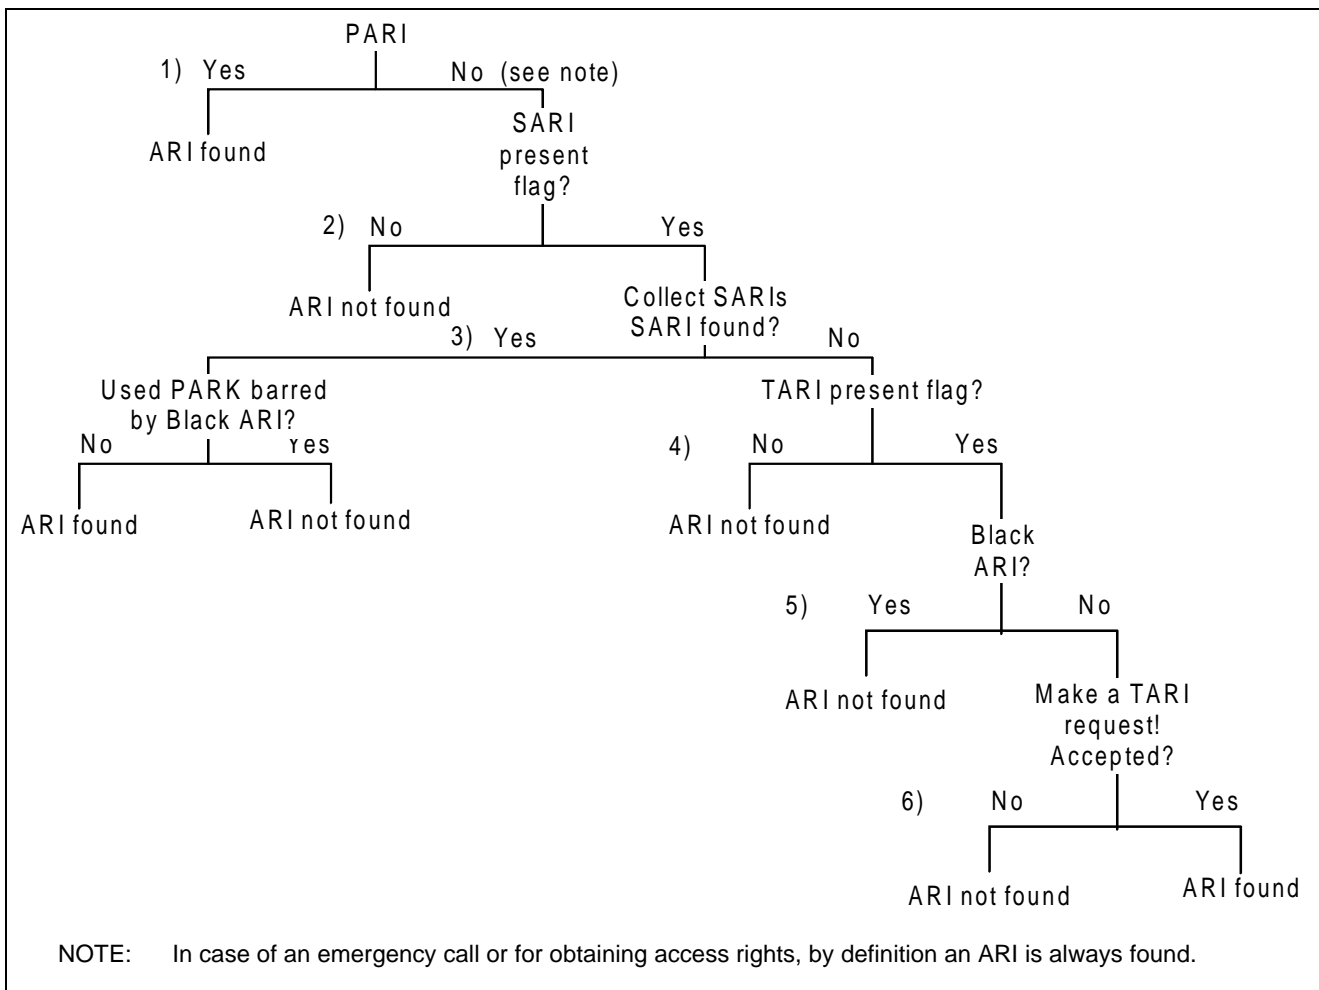 PARI
1) Yes No (see note)
ARI found
SARI
present
flag?
2) No Yes
ARI not found
Collect SARIs
SARI found?
3) Yes No
Used PARK barred
by Black ARI?
TARI present flag?
No Yes
4) No Yes
ARI found
ARI not found
ARI not found
Black
ARI?
5) Yes No
ARI not found
Make a TARI
request!
Accepted?
6) No Yes
ARI not found
ARI found
NOTE: In case of an emergency call or for obtaining access rights, by definition an ARI is always found.